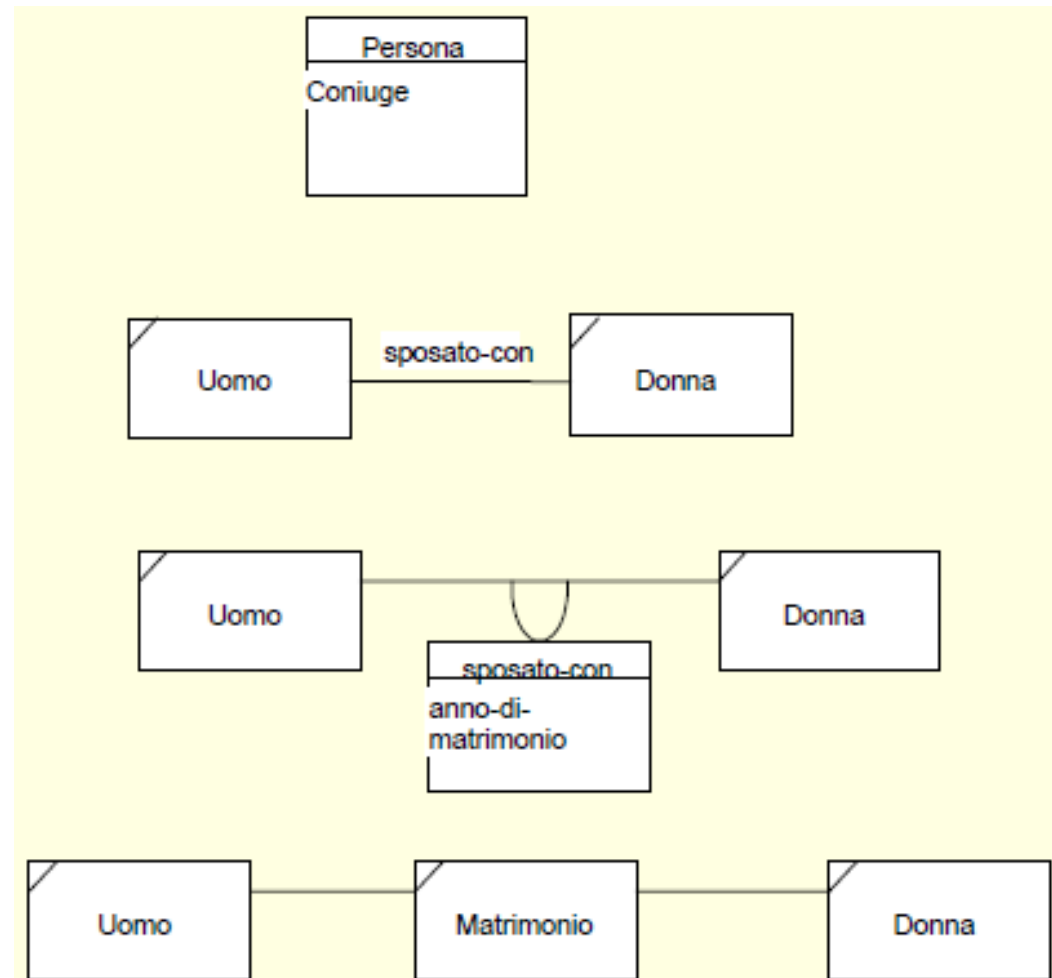 Persona
Coniuge
sposato-con
Uomo
Donna
Uomo
Donna
sposato-con
anno-di-
matrimonio
Uomo
Matrimonio
Donna